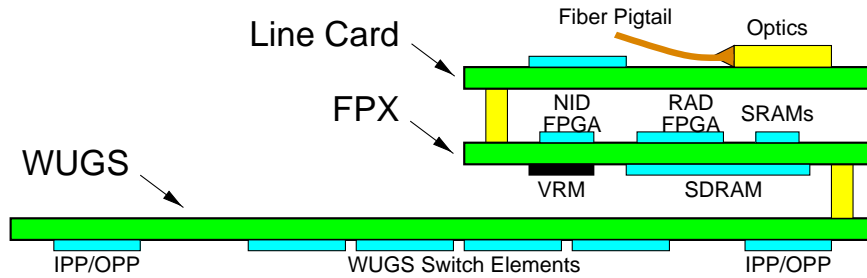 Fiber Pigtail
Optics
Line Card
NID
FPGA
RAD
FPGA
SRAMs
FPX
VRM
SDRAM
WUGS
IPP/OPP
WUGS Switch Elements
IPP/OPP